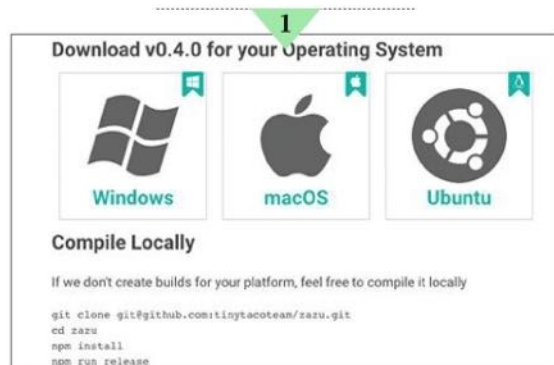 1
Download v0.4.0 for your Operating System
Windows
macOS
Ubuntu
Compile Locally
If we don't create builds for your platform, feel free to compile it locally
git clone git@github.com:tinytacoteam/zazu.git
cd zazu
npm install
npm run release